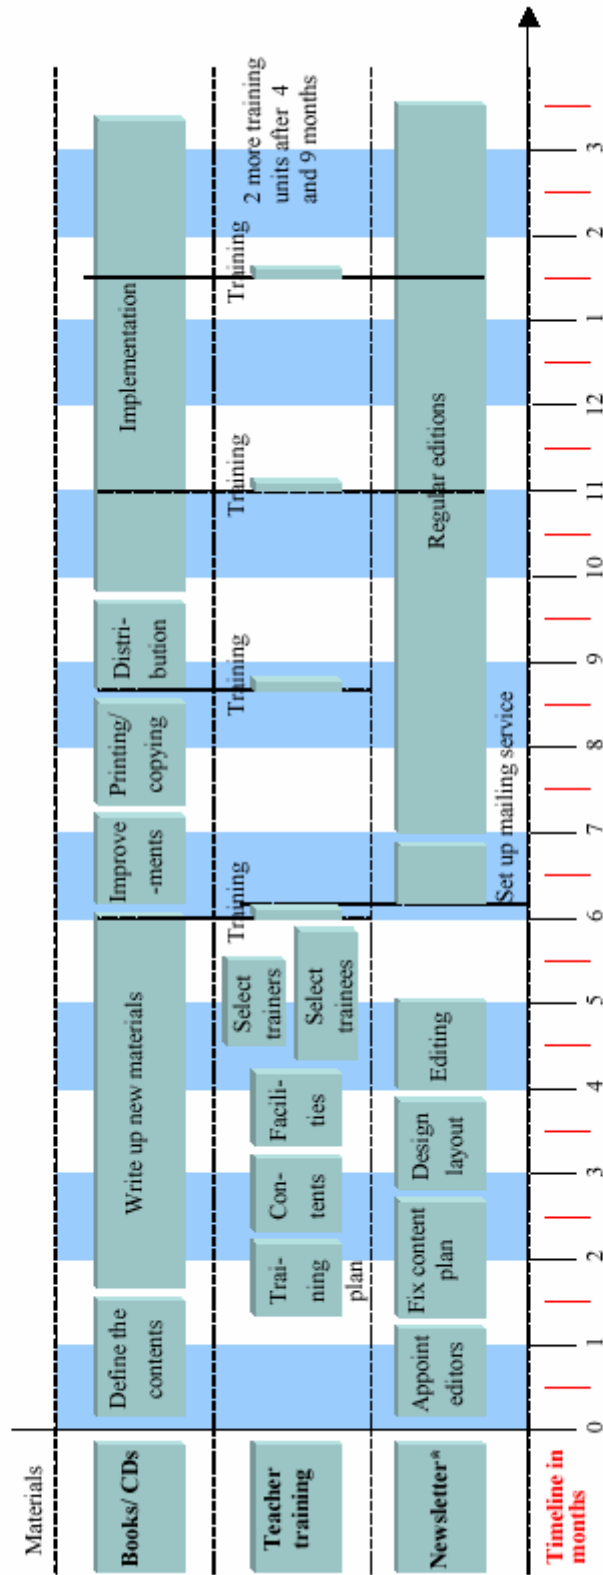 Materials
Books/ CDs
Define the
contents
Write up new materials
Improve
-ments
Printing/
copying
Distri-
bution
Implementation
Teacher
training
Trai-
ning
plan
Con-
tents
Facili-
ties
Select
trainers
Select
trainees
Training
Training
Training
Training
2 more training
units after 4
and 9 months
Newsletter*
Appoint
editors
Fix content
plan
Design
layout
Editing
Set up mailing service
Regular editions
Timeline in
months
0 1 2 3 4 5 6 7 8 9 10 11 12 1 2 3